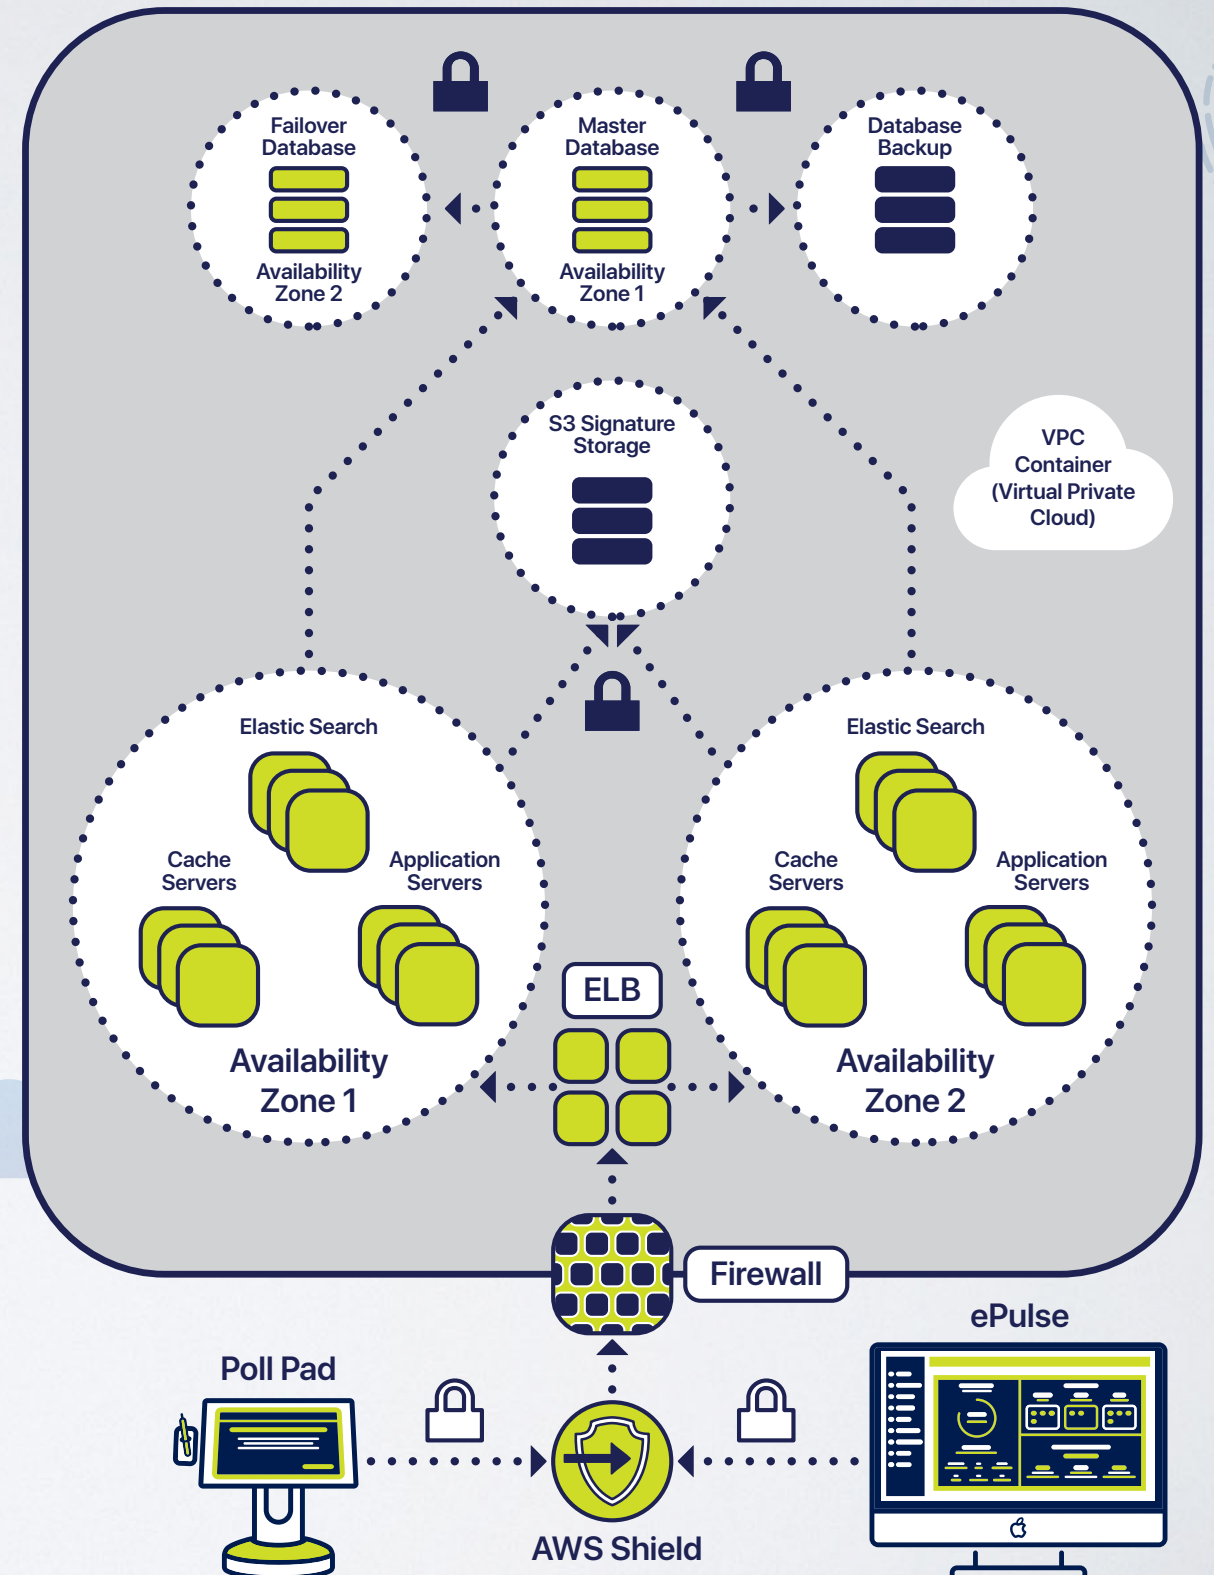 Failover
Database
Availability
Zone 2
Master
Database
Availability
Zone 1
Database
Backup
S3 Signature
Storage
VPC
Container
(Virtual Private
Cloud)
Elastic Search
Cache
Servers
Application
Servers
Availability
Zone 1
Elastic Search
Cache
Servers
Application
Servers
Availability
Zone 2
ELB
Firewall
ePulse
Poll Pad
AWS Shield